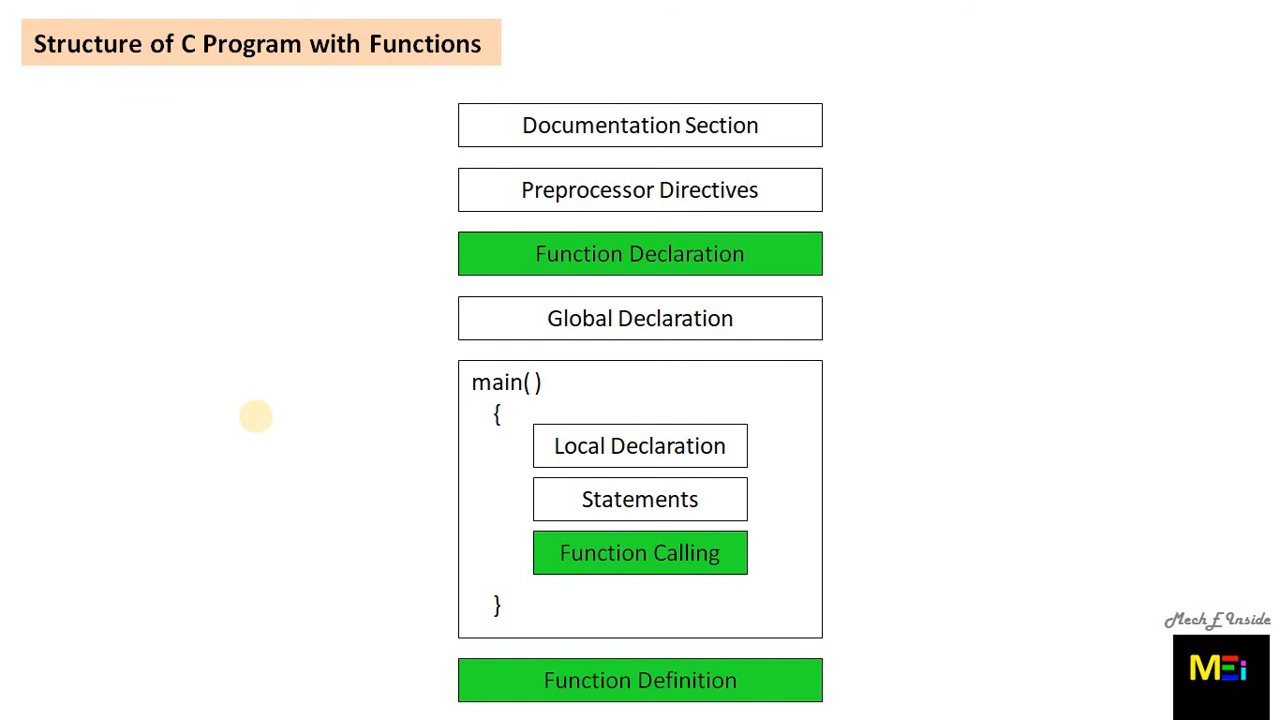 Structure of C Program with Functions
Documentation Section
Preprocessor Directives
Function Declaration
Global Declaration
main( )
{
Local Declaration
Statements
Function Calling
}
Mech E Inside
MEi
Function Definition